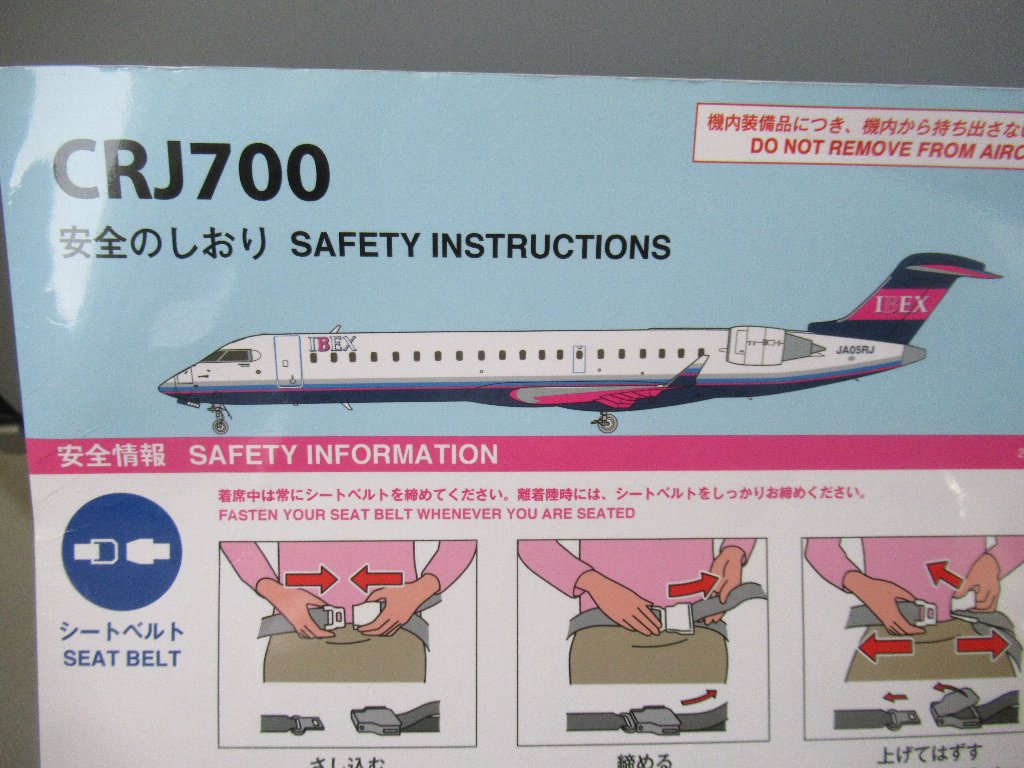 CRJ700
機内装備品につき、機内から持ち出さな
DO NOT REMOVE FROM AIRC
安全のしおり SAFETY INSTRUCTIONS
IBEX
IBEX
JA05RJ
安全情報 SAFETY INFORMATION
2
着席中は常にシートベルトを締めてください。離着陸時には、シートベルトをしっかりお締めください。
FASTEN YOUR SEAT BELT WHENEVER YOU ARE SEATED
シートベルト
SEAT BELT
さし込む
締める
上げてはずす